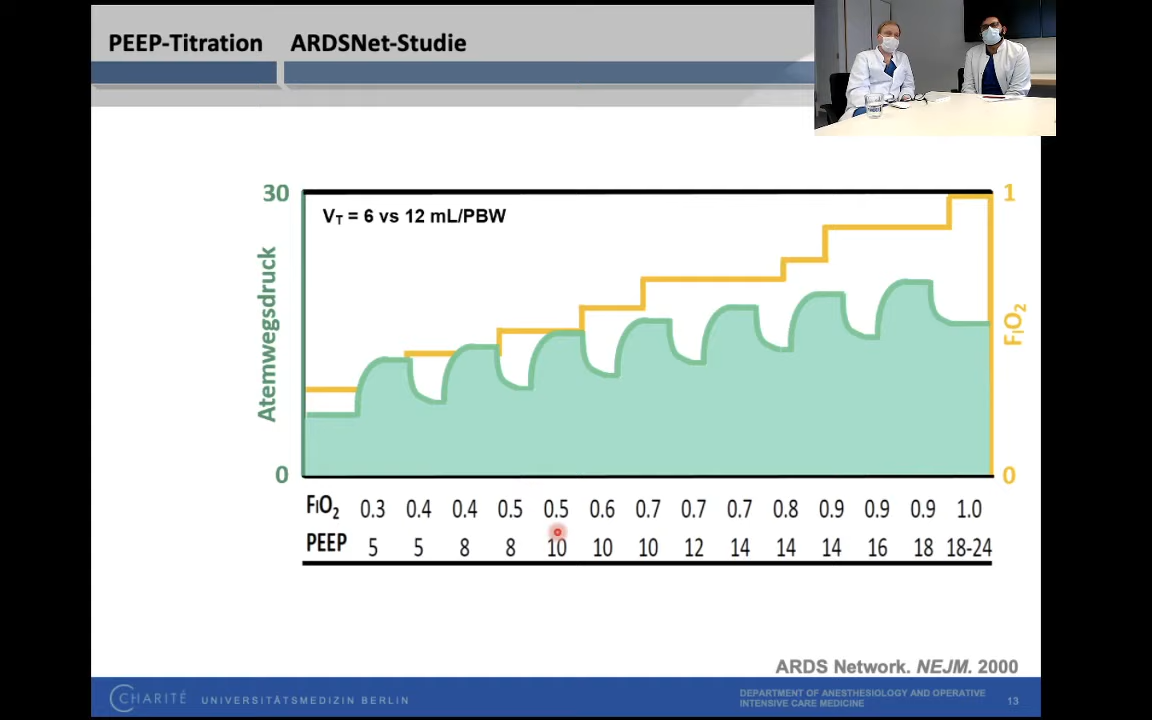 PEEP-Titration ARDSNet-Studie
30
1
VT = 6 vs 12 mL/PBW
Atemwegsdruck
FIO2
0
0
FIO2 0.3 0.4 0.4 0.5 0.5 0.6 0.7 0.7 0.7 0.8 0.9 0.9 0.9 1.0
PEEP 5 5 8 8 10 10 10 12 14 14 14 16 18 18-24
ARDS Network. NEJM. 2000
CHARITÉ UNIVERSITÄTSMEDIZIN BERLIN
DEPARTMENT OF ANESTHESIOLOGY AND OPERATIVE
INTENSIVE CARE MEDICINE
13